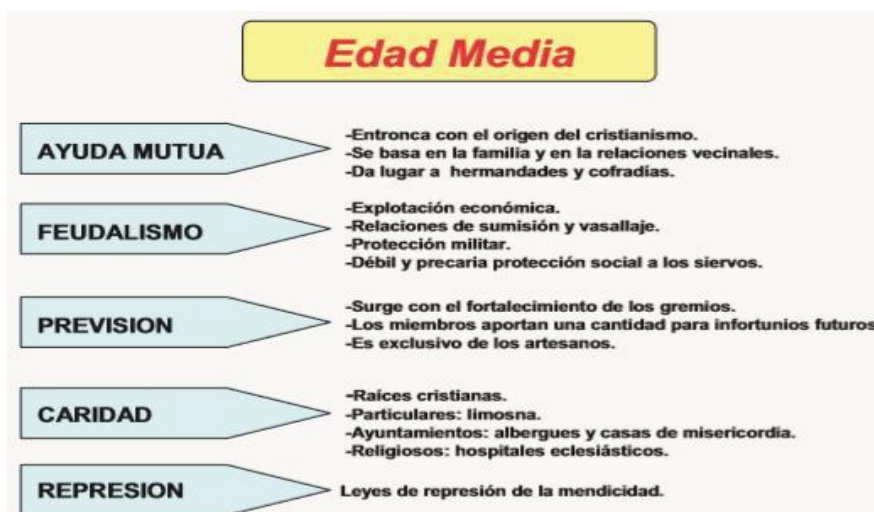 Edad Media
AYUDA MUTUA
-Entronca con el origen del cristianismo.
-Se basa en la familia y en la relaciones vecinales.
-Da lugar a hermandades y cofradías.
FEUDALISMO
-Explotación económica.
-Relaciones de sumisión y vasallaje.
-Protección militar.
-Débil y precaria protección social a los siervos.
PREVISION
-Surge con el fortalecimiento de los gremios.
-Los miembros aportan una cantidad para infortunios futuros
-Es exclusivo de los artesanos.
CARIDAD
-Raíces cristianas.
-Particulares: limosna.
-Ayuntamientos: albergues y casas de misericordia.
-Religiosos: hospitales eclesiásticos.
REPRESION
Leyes de represión de la mendicidad.